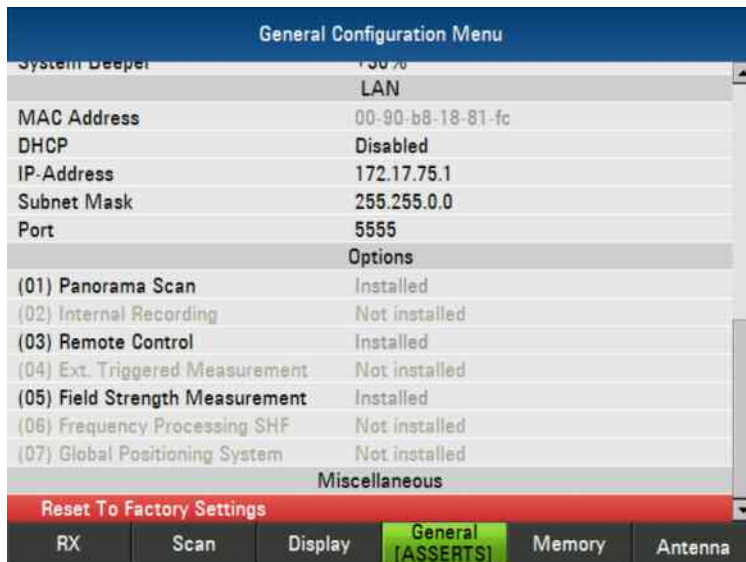 General Configuration Menu
System Beeper +50%
LAN
MAC Address 00-90-b8-18-81-fc
DHCP Disabled
IP-Address 172.17.75.1
Subnet Mask 255.255.0.0
Port 5555
Options
(01) Panorama Scan Installed
(02) Internal Recording Not installed
(03) Remote Control Installed
(04) Ext. Triggered Measurement Not installed
(05) Field Strength Measurement Installed
(06) Frequency Processing SHF Not installed
(07) Global Positioning System Not installed
Miscellaneous
Reset To Factory Settings
RX Scan Display General [ASSERTS] Memory Antenna